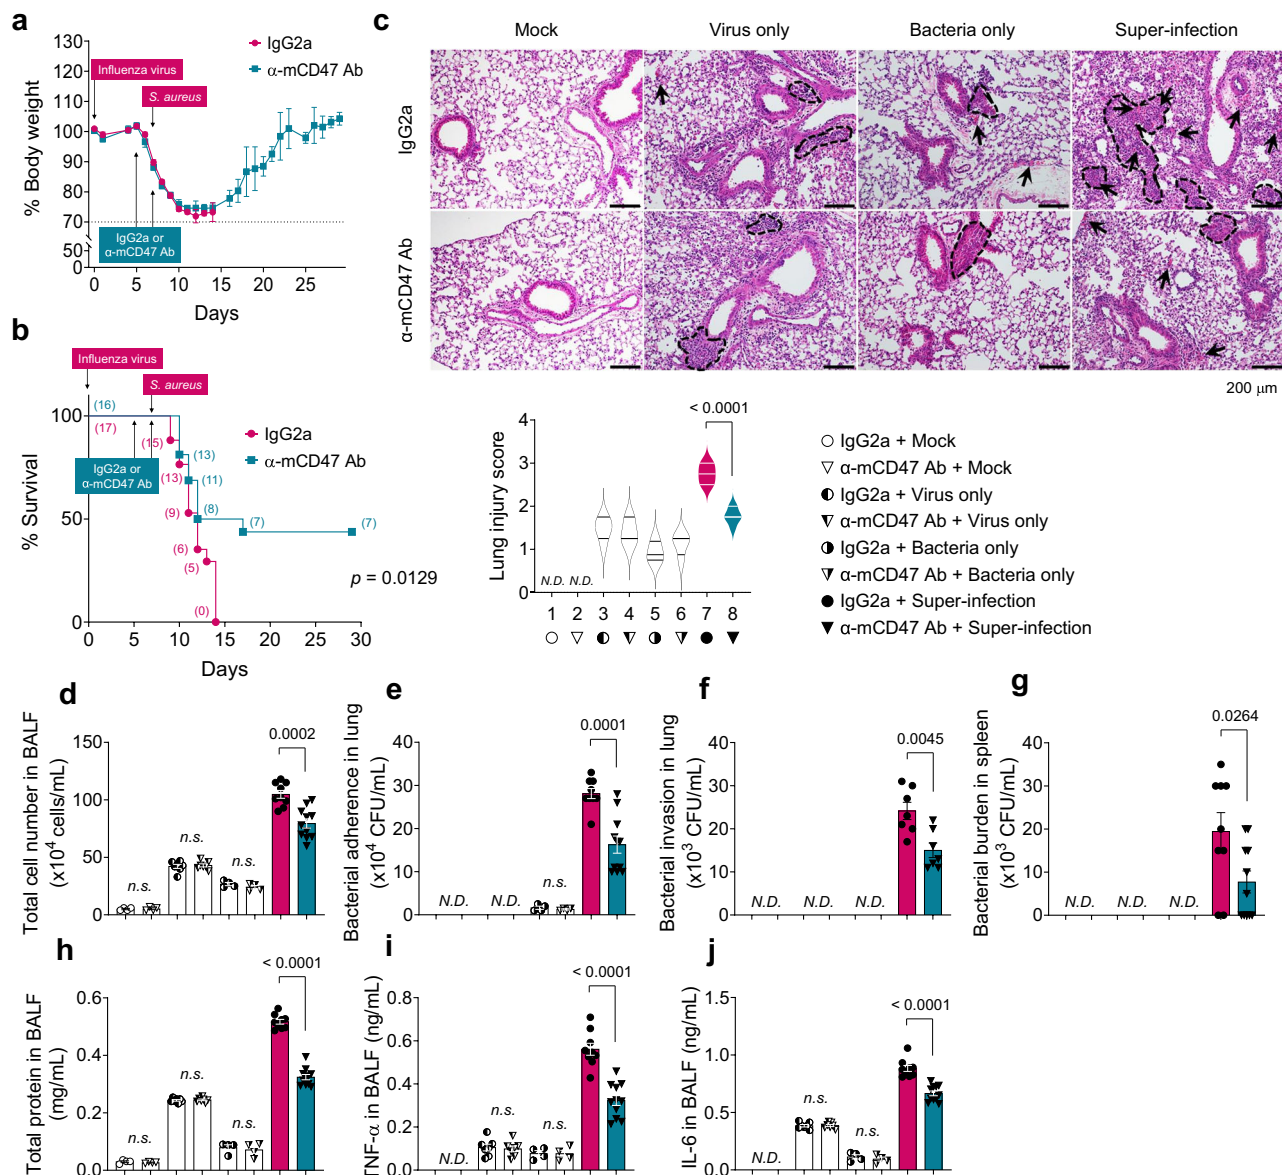 a
% Body weight
130
120
110
100
90
80
70
50
0
0
5
10
15
20
25
Days
IgG2a
α-mCD47 Ab
Influenza virus
S. aureus
IgG2a or
α-mCD47 Ab
b
% Survival
100
50
0
0
10
15
20
25
30
Days
Influenza virus
S. aureus
IgG2a
α-mCD47 Ab
IgG2a or
α-mCD47 Ab
(16)
(17)
(15)
(13)
(13)
(11)
(9)
(8)
(7)
(7)
(6)
(5)
(0)
p = 0.0129
c
Mock
Virus only
Bacteria only
Super-infection
IgG2a
α-mCD47 Ab
200 μm
Lung injury score
4
3
2
1
0
< 0.0001
N.D. N.D.
1 2 3 4 5 6 7 8
IgG2a + Mock
α-mCD47 Ab + Mock
IgG2a + Virus only
α-mCD47 Ab + Virus only
IgG2a + Bacteria only
α-mCD47 Ab + Bacteria only
IgG2a + Super-infection
α-mCD47 Ab + Super-infection
d
Total cell number in BALF
(x10⁴ cells/mL)
150
100
50
0
n.s.
n.s.
n.s.
0.0002
e
Bacterial adherence in lung
(x10⁴ CFU/mL)
40
30
20
10
0
N.D.
N.D.
n.s.
0.0001
f
Bacterial invasion in lung
(x10³ CFU/mL)
40
30
20
10
0
N.D.
N.D.
N.D.
0.0045
g
Bacterial burden in spleen
(x10³ CFU/mL)
40
30
20
10
0
N.D.
N.D.
N.D.
0.0264
h
Total protein in BALF
(mg/mL)
0.6
0.4
0.2
0.0
n.s.
n.s.
n.s.
< 0.0001
i
TNF-α in BALF (ng/mL)
0.8
0.6
0.4
0.2
0.0
N.D.
n.s.
n.s.
< 0.0001
j
IL-6 in BALF (ng/mL)
1.5
1.0
0.5
0.0
N.D.
n.s.
n.s.
< 0.0001